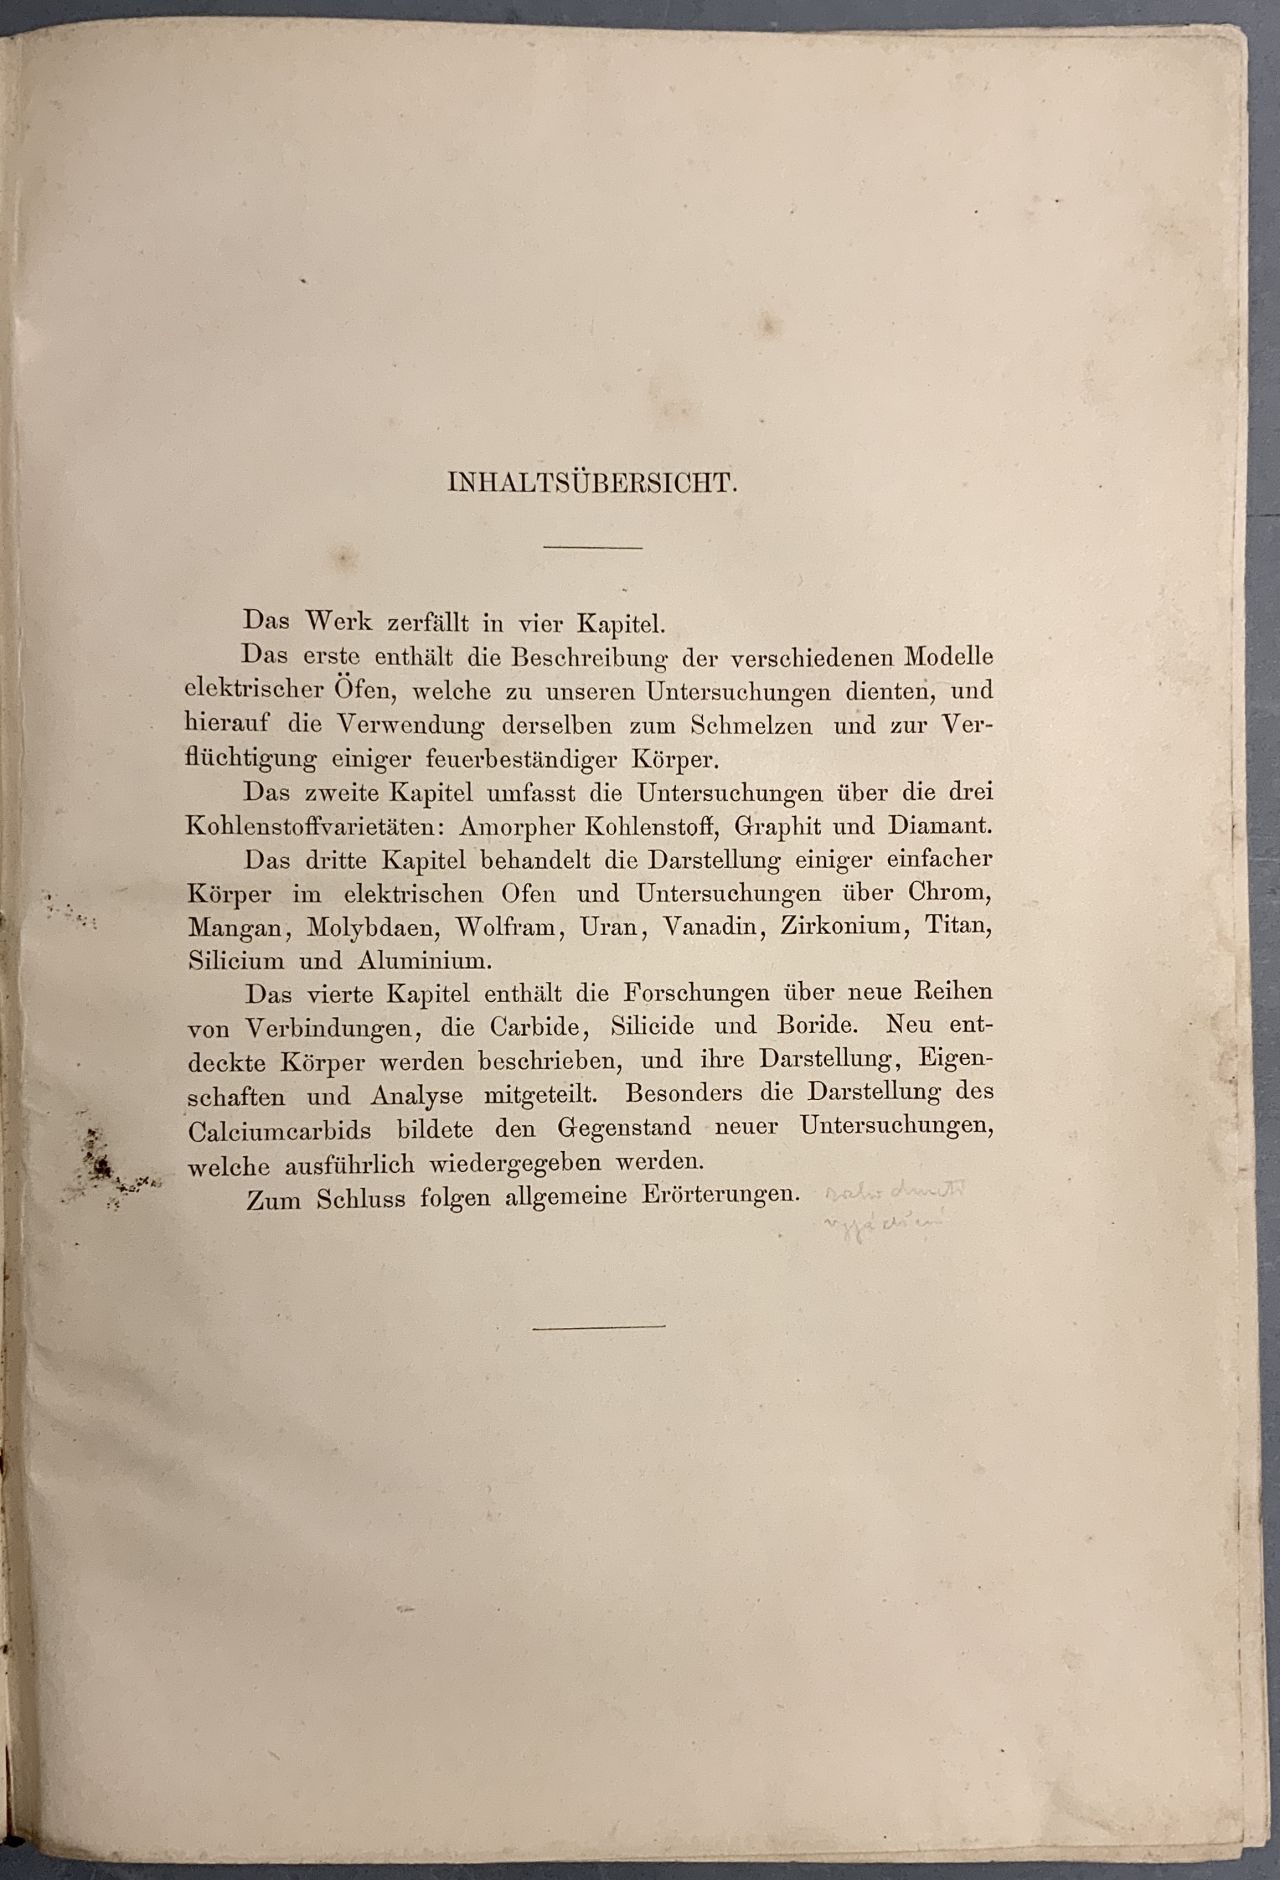 INHALTSÜBERSICHT.
Das Werk zerfällt in vier Kapitel.
Das erste enthält die Beschreibung der verschiedenen Modelle
elektrischer Öfen, welche zu unseren Untersuchungen dienten, und
hierauf die Verwendung derselben zum Schmelzen und zur Ver-
flüchtigung einiger feuerbeständiger Körper.
Das zweite Kapitel umfasst die Untersuchungen über die drei
Kohlenstoffvarietäten: Amorpher Kohlenstoff, Graphit und Diamant.
Das dritte Kapitel behandelt die Darstellung einiger einfacher
Körper im elektrischen Ofen und Untersuchungen über Chrom,
Mangan, Molybdaen, Wolfram, Uran, Vanadin, Zirkonium, Titan,
Silicium und Aluminium.
Das vierte Kapitel enthält die Forschungen über neue Reihen
von Verbindungen, die Carbide, Silicide und Boride. Neu ent-
deckte Körper werden beschrieben, und ihre Darstellung, Eigen-
schaften und Analyse mitgeteilt. Besonders die Darstellung des
Calciumcarbids bildete den Gegenstand neuer Untersuchungen,
welche ausführlich wiedergegeben werden.
Zum Schluss folgen allgemeine Erörterungen.